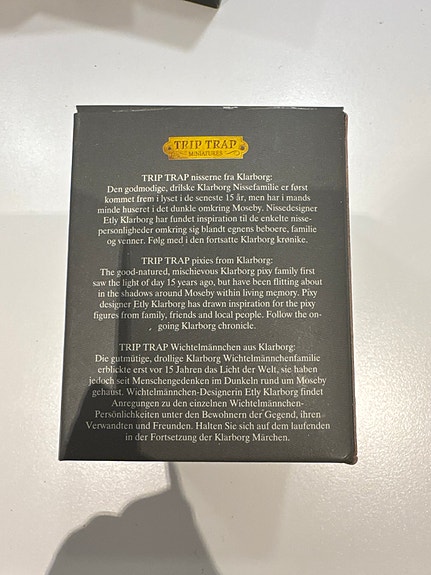 TRIP TRAP
MINIATURES
TRIP TRAP nisserne fra Klarborg:
Den godmodige, drilske Klarborg Nissefamilie er først
kommet frem i lyset i de seneste 15 år, men har i mands
minde huseret i det dunkle omkring Moseby. Nissedesigner
Etly Klarborg har fundet inspiration til de enkelte nisse-
personligheder omkring sig blandt egnens beboere, familie
og venner. Følg med i den fortsatte Klarborg krønike.
TRIP TRAP pixies from Klarborg:
The good-natured, mischievous Klarborg pixy family first
saw the light of day 15 years ago, but have been flitting about
in the shadows around Moseby within living memory. Pixy
designer Etly Klarborg has drawn inspiration for the pixy
figures from family, friends and local people. Follow the on-
going Klarborg chronicle.
TRIP TRAP Wichtelmännchen aus Klarborg:
Die gutmütige, drollige Klarborg Wichtelmännchenfamilie
erblickte erst vor 15 Jahren das Licht der Welt, sie haben
jedoch seit Menschengedenken im Dunkeln rund um Moseby
gehaust. Wichtelmännchen-Designerin Etly Klarborg findet
Anregungen zu den einzelnen Wichtelmännchen-
Persönlichkeiten unter den Bewohnern der Gegend, ihren
Verwandten und Freunden. Halten Sie sich auf dem laufenden
in der Fortsetzung der Klarborg Märchen.